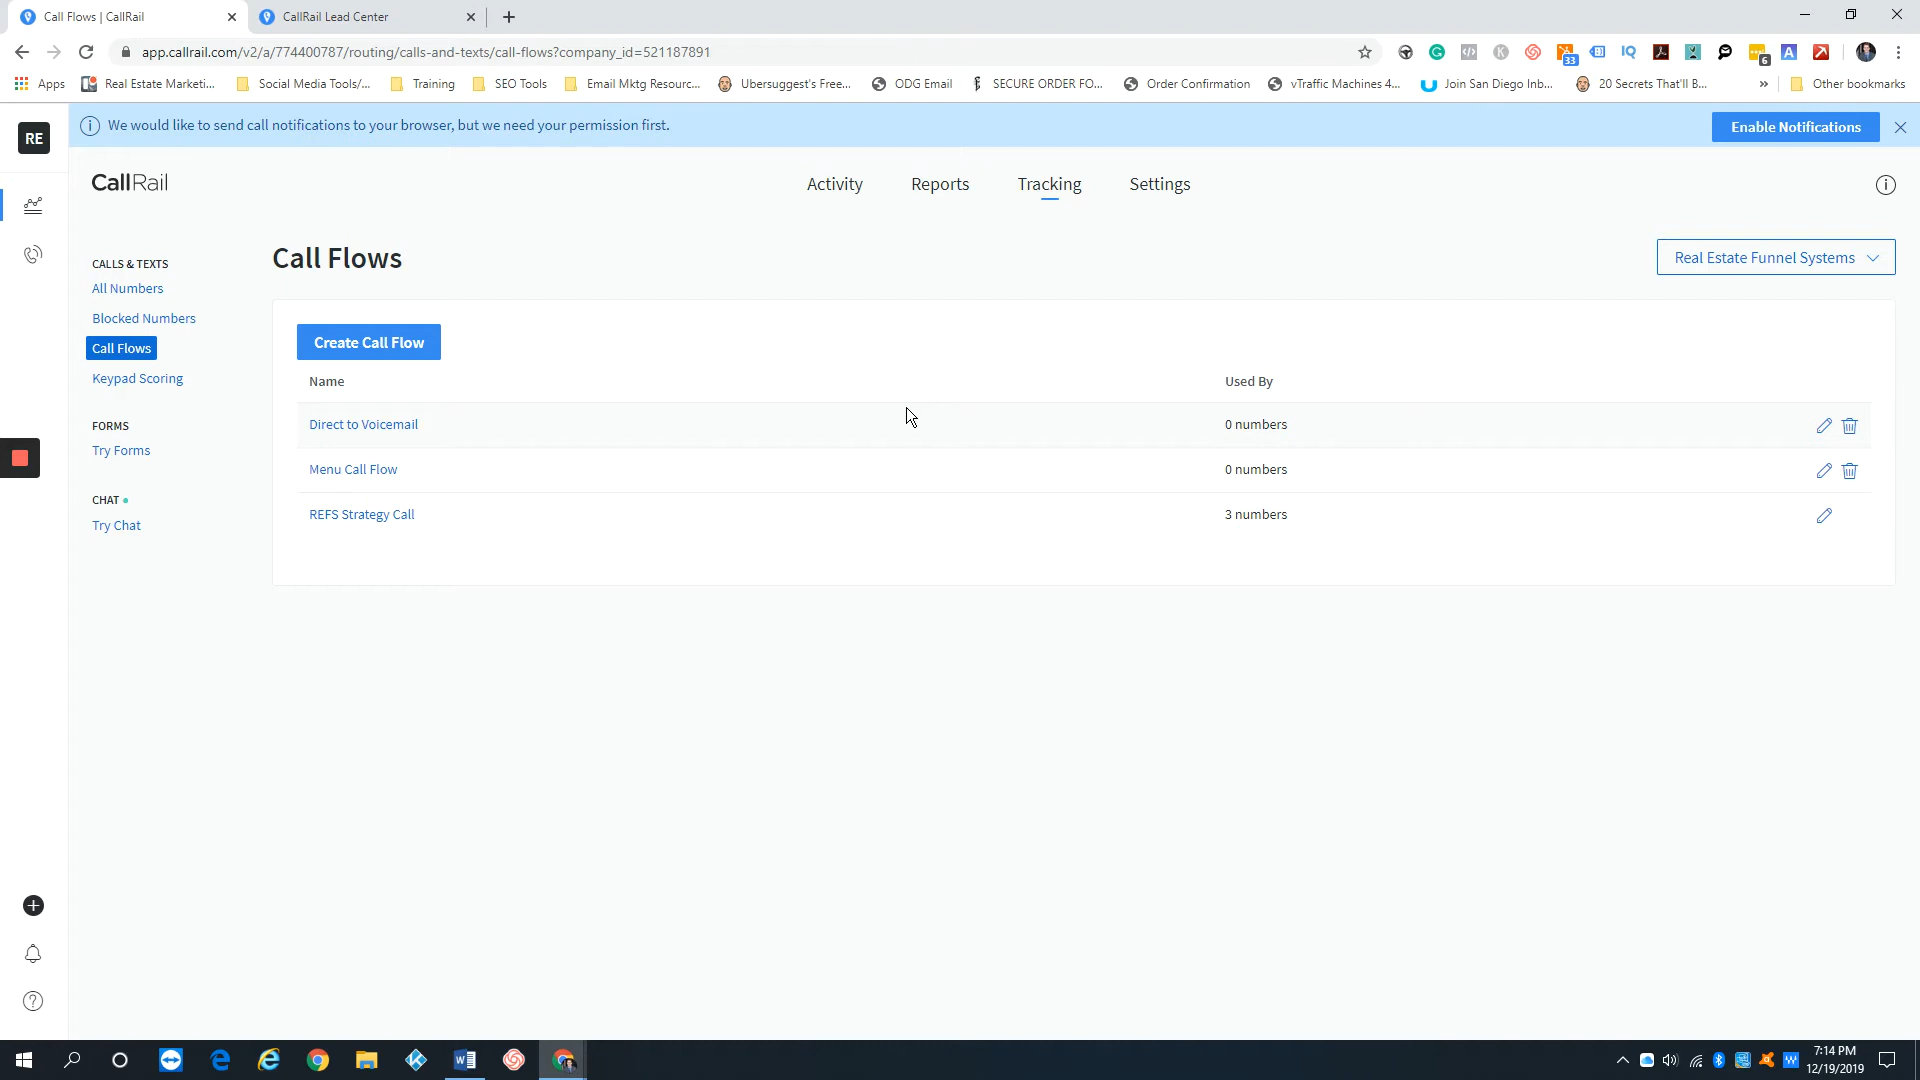 Call Flows | CallRail
CallRail Lead Center
app.callrail.com/v2/a/774400787/routing/calls-and-texts/call-flows?company_id=521187891
33
6
Apps
Real Estate Marketi...
Social Media Tools/...
Training
SEO Tools
Email Mktg Resourc...
Ubersuggest's Free...
ODG Email
SECURE ORDER FO...
Order Confirmation
vTraffic Machines 4...
Join San Diego Inb...
20 Secrets That'll B...
Other bookmarks
RE
We would like to send call notifications to your browser, but we need your permission first.
Enable Notifications
CallRail
Activity
Reports
Tracking
Settings
CALLS & TEXTS
All Numbers
Blocked Numbers
Call Flows
Keypad Scoring
FORMS
Try Forms
CHAT
Try Chat
Call Flows
Real Estate Funnel Systems
Create Call Flow
Name
Used By
Direct to Voicemail
0 numbers
Menu Call Flow
0 numbers
REFS Strategy Call
3 numbers
7:14 PM
12/19/2019